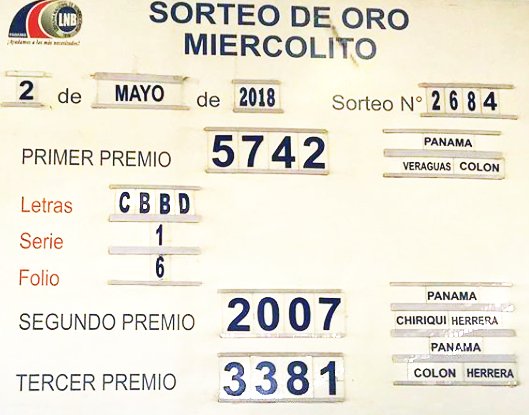 LNB
PANAMA
¡Ayudamos a los más necesitados!
SORTEO DE ORO
MIERCOLITO
2 de MAYO de 2018 Sorteo N° 2684
PRIMER PREMIO 5742 PANAMA
VERAGUAS COLON
Letras CBBD
Serie 1
Folio 6
SEGUNDO PREMIO 2007 PANAMA
CHIRIQUI HERRERA
TERCER PREMIO 3381 PANAMA
COLON HERRERA